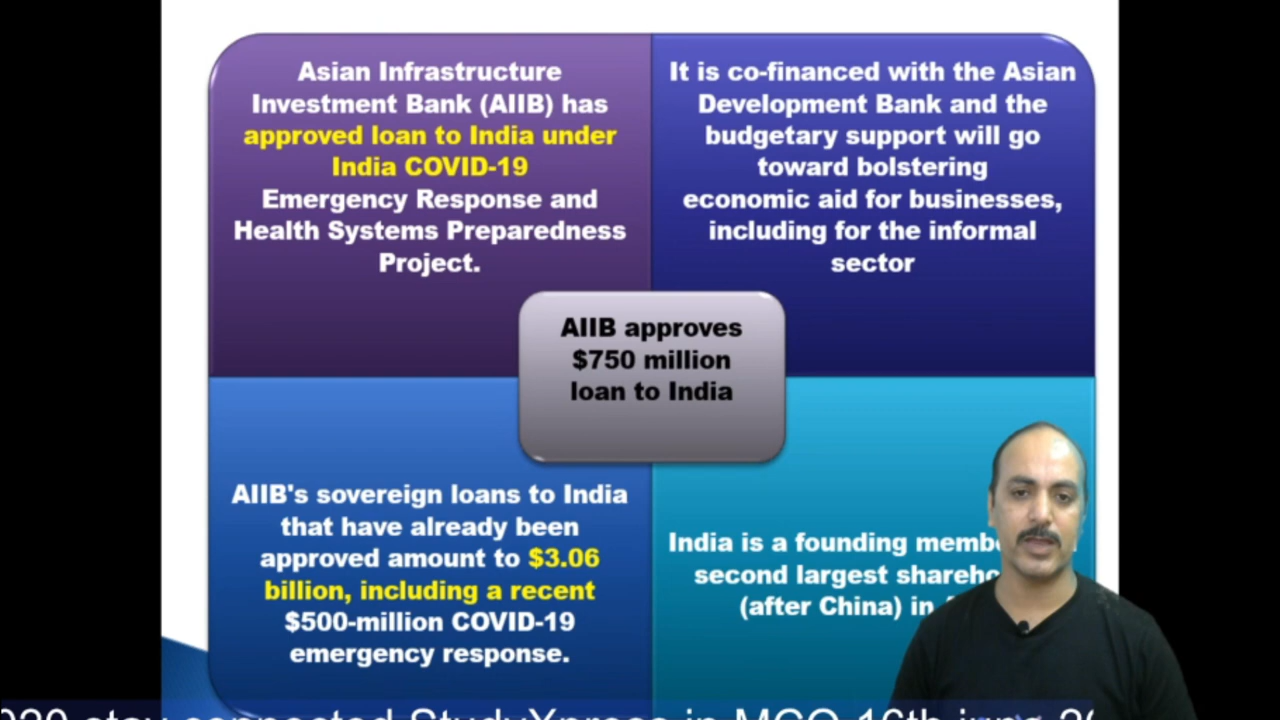 Asian Infrastructure
Investment Bank (AIIB) has
approved loan to India under
India COVID-19
Emergency Response and
Health Systems Preparedness
Project.
It is co-financed with the Asian
Development Bank and the
budgetary support will go
toward bolstering
economic aid for businesses,
including for the informal
sector
AIIB approves
$750 million
loan to India
AIIB's sovereign loans to India
that have already been
approved amount to $3.06
billion, including a recent
$500-million COVID-19
emergency response.
India is a founding
second largest
(after China) in
stay connected StudyXpress in MCQ 16th june